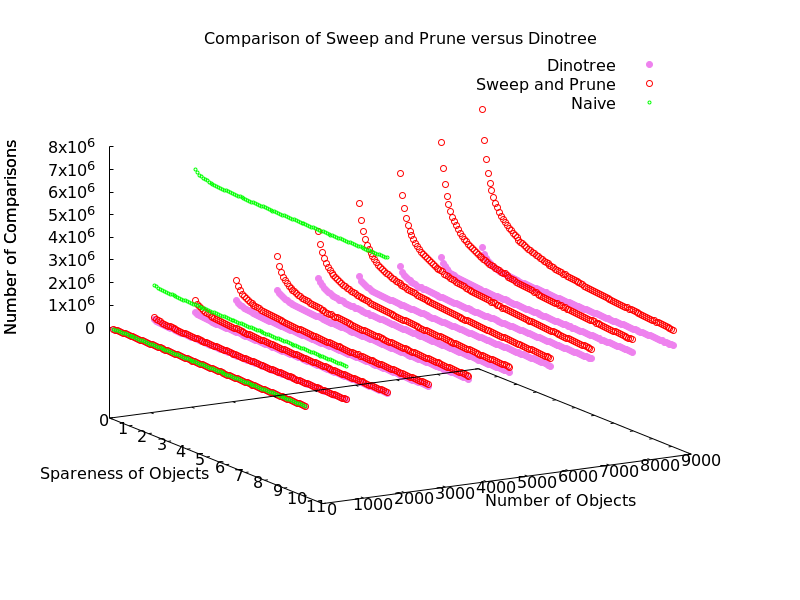 Comparison of Sweep and Prune versus Dinotree
Dinotree
Sweep and Prune
Naive
Number of Comparisons
8x10⁶
7x10⁶
6x10⁶
5x10⁶
4x10⁶
3x10⁶
2x10⁶
1x10⁶
0
0
1
2
3
4
5
6
7
8
9
10
11
Spareness of Objects
0
1000
2000
3000
4000
5000
6000
7000
8000
9000
Number of Objects